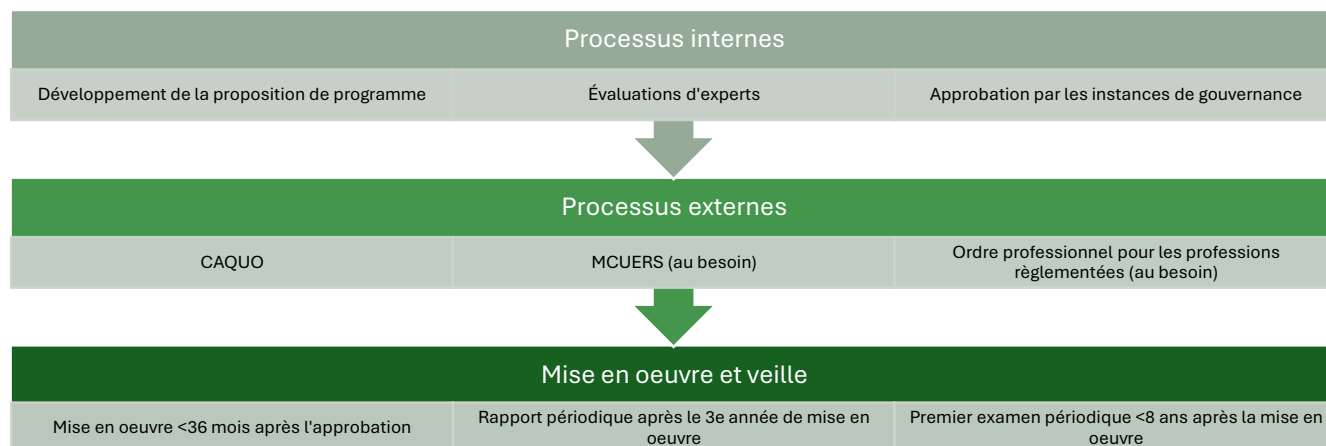 Processus internes
Développement de la proposition de programme
Évaluations d'experts
Approbation par les instances de gouvernance
Processus externes
CAQUO
MCUERS (au besoin)
Ordre professionnel pour les professions
règlementées (au besoin)
Mise en oeuvre et veille
Mise en oeuvre <36 mois après l'approbation
Rapport périodique après le 3e année de mise en
oeuvre
Premier examen périodique <8 ans après la mise en
oeuvre